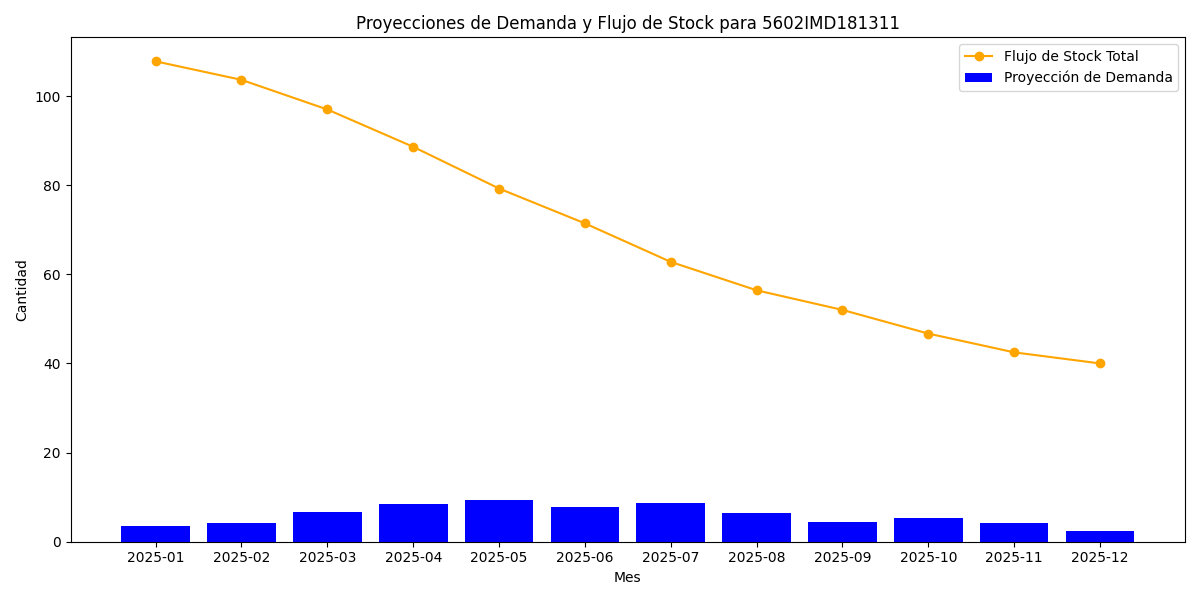 Proyecciones de Demanda y Flujo de Stock para 5602IMD181311
Flujo de Stock Total
Proyección de Demanda
Cantidad
100
80
60
40
20
0
2025-01 2025-02 2025-03 2025-04 2025-05 2025-06 2025-07 2025-08 2025-09 2025-10 2025-11 2025-12
Mes